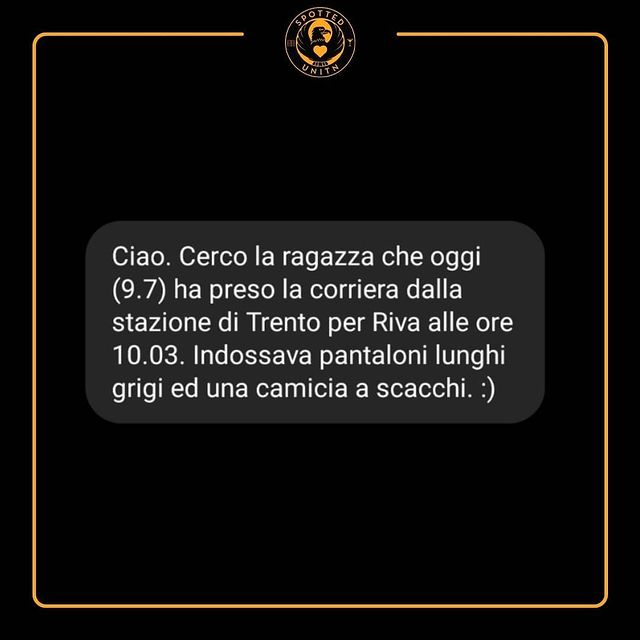 SPOTTED
UNITN
Ciao. Cerco la ragazza che oggi
(9.7) ha preso la corriera dalla
stazione di Trento per Riva alle ore
10.03. Indossava pantaloni lunghi
grigi ed una camicia a scacchi. :)